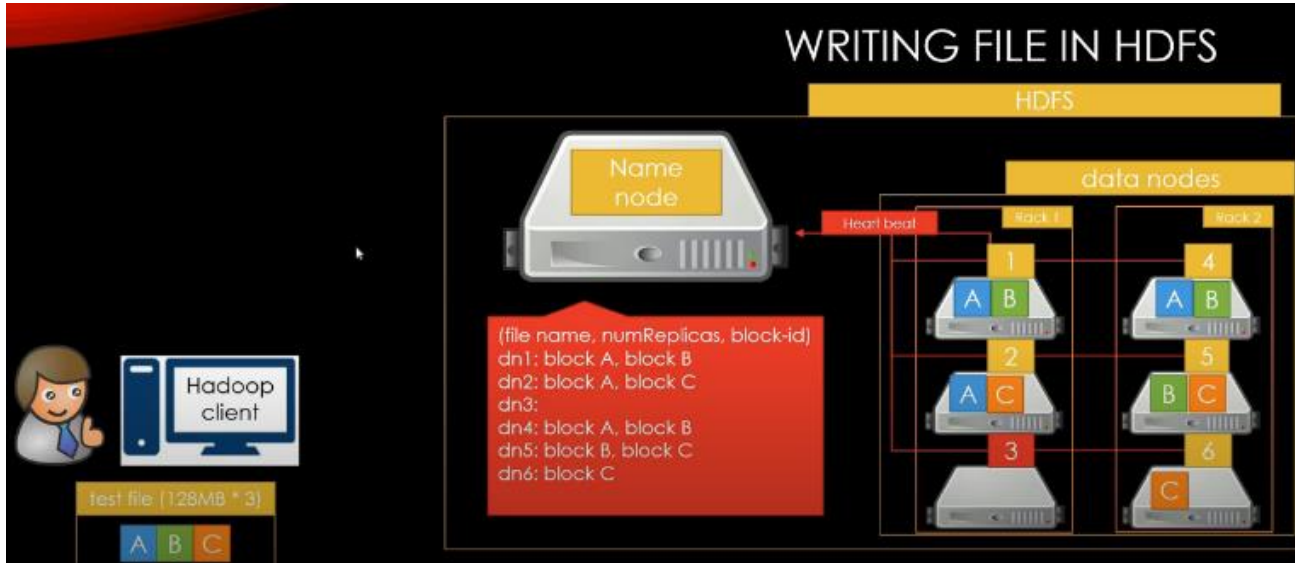 WRITING FILE IN HDFS
HDFS
Name
node
data nodes
Heart beat
Rack 1
Rack 2
1
A B
2
A C
3
4
A B
5
B C
6
C
(file name, numReplicas, block-id)
dn1: block A, block B
dn2: block A, block C
dn3:
dn4: block A, block B
dn5: block B, block C
dn6: block C
Hadoop
client
test file (128MB * 3)
A B C